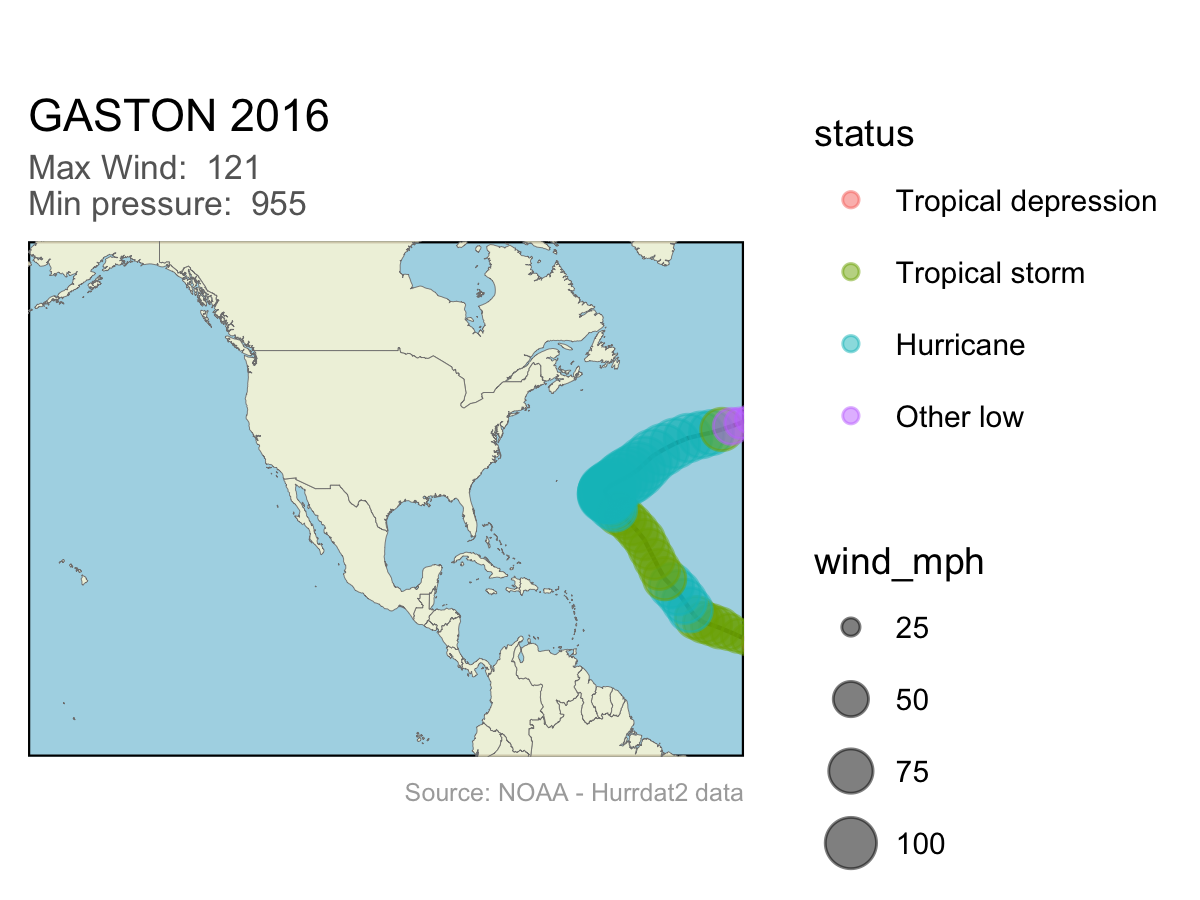 GASTON 2016
Max Wind:  121
Min pressure:  955
status
Tropical depression
Tropical storm
Hurricane
Other low
wind_mph
25
50
75
100
Source: NOAA - Hurrdat2 data